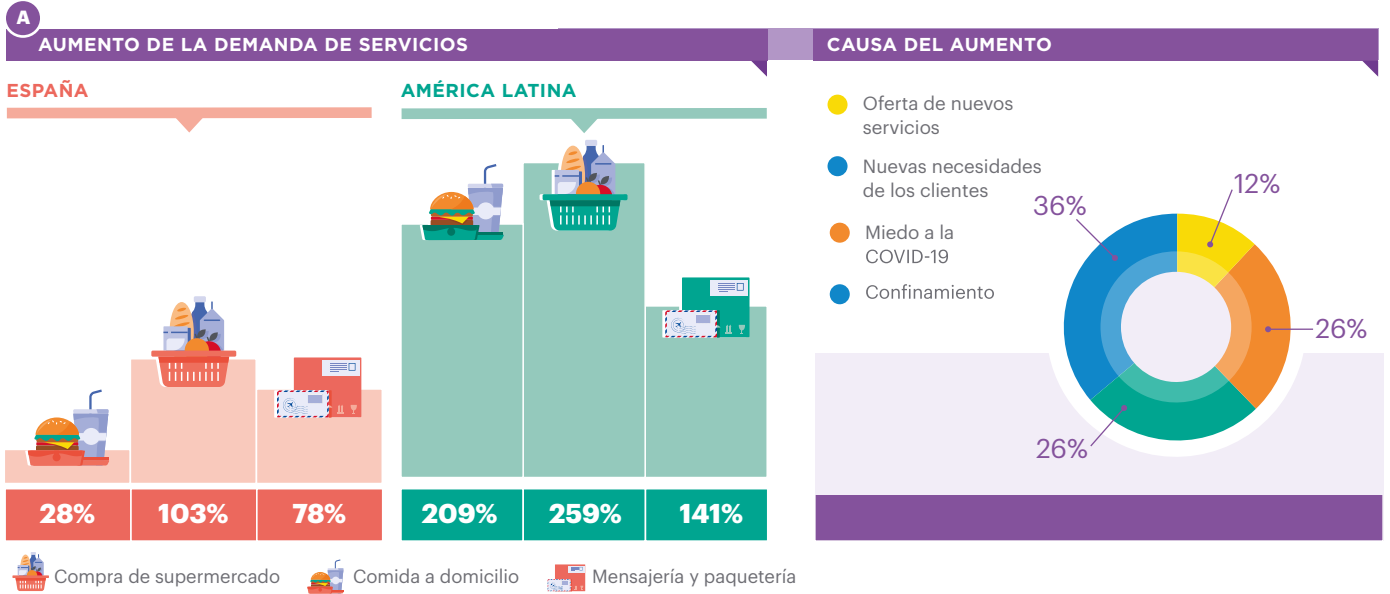 A
AUMENTO DE LA DEMANDA DE SERVICIOS
ESPAÑA
28%
103%
78%
AMÉRICA LATINA
209%
259%
141%
Compra de supermercado
Comida a domicilio
Mensajería y paquetería
CAUSA DEL AUMENTO
Oferta de nuevos
servicios
Nuevas necesidades
de los clientes
Miedo a la
COVID-19
Confinamiento
36%
12%
26%
26%